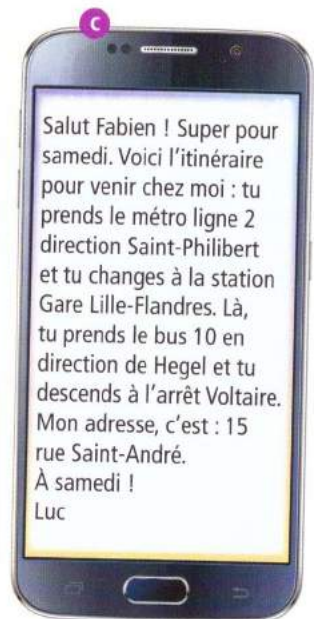 C
Salut Fabien ! Super pour
samedi. Voici l'itinéraire
pour venir chez moi : tu
prends le métro ligne 2
direction Saint-Philibert
et tu changes à la station
Gare Lille-Flandres. Là,
tu prends le bus 10 en
direction de Hegel et tu
descends à l'arrêt Voltaire.
Mon adresse, c'est : 15
rue Saint-André.
À samedi !
Luc